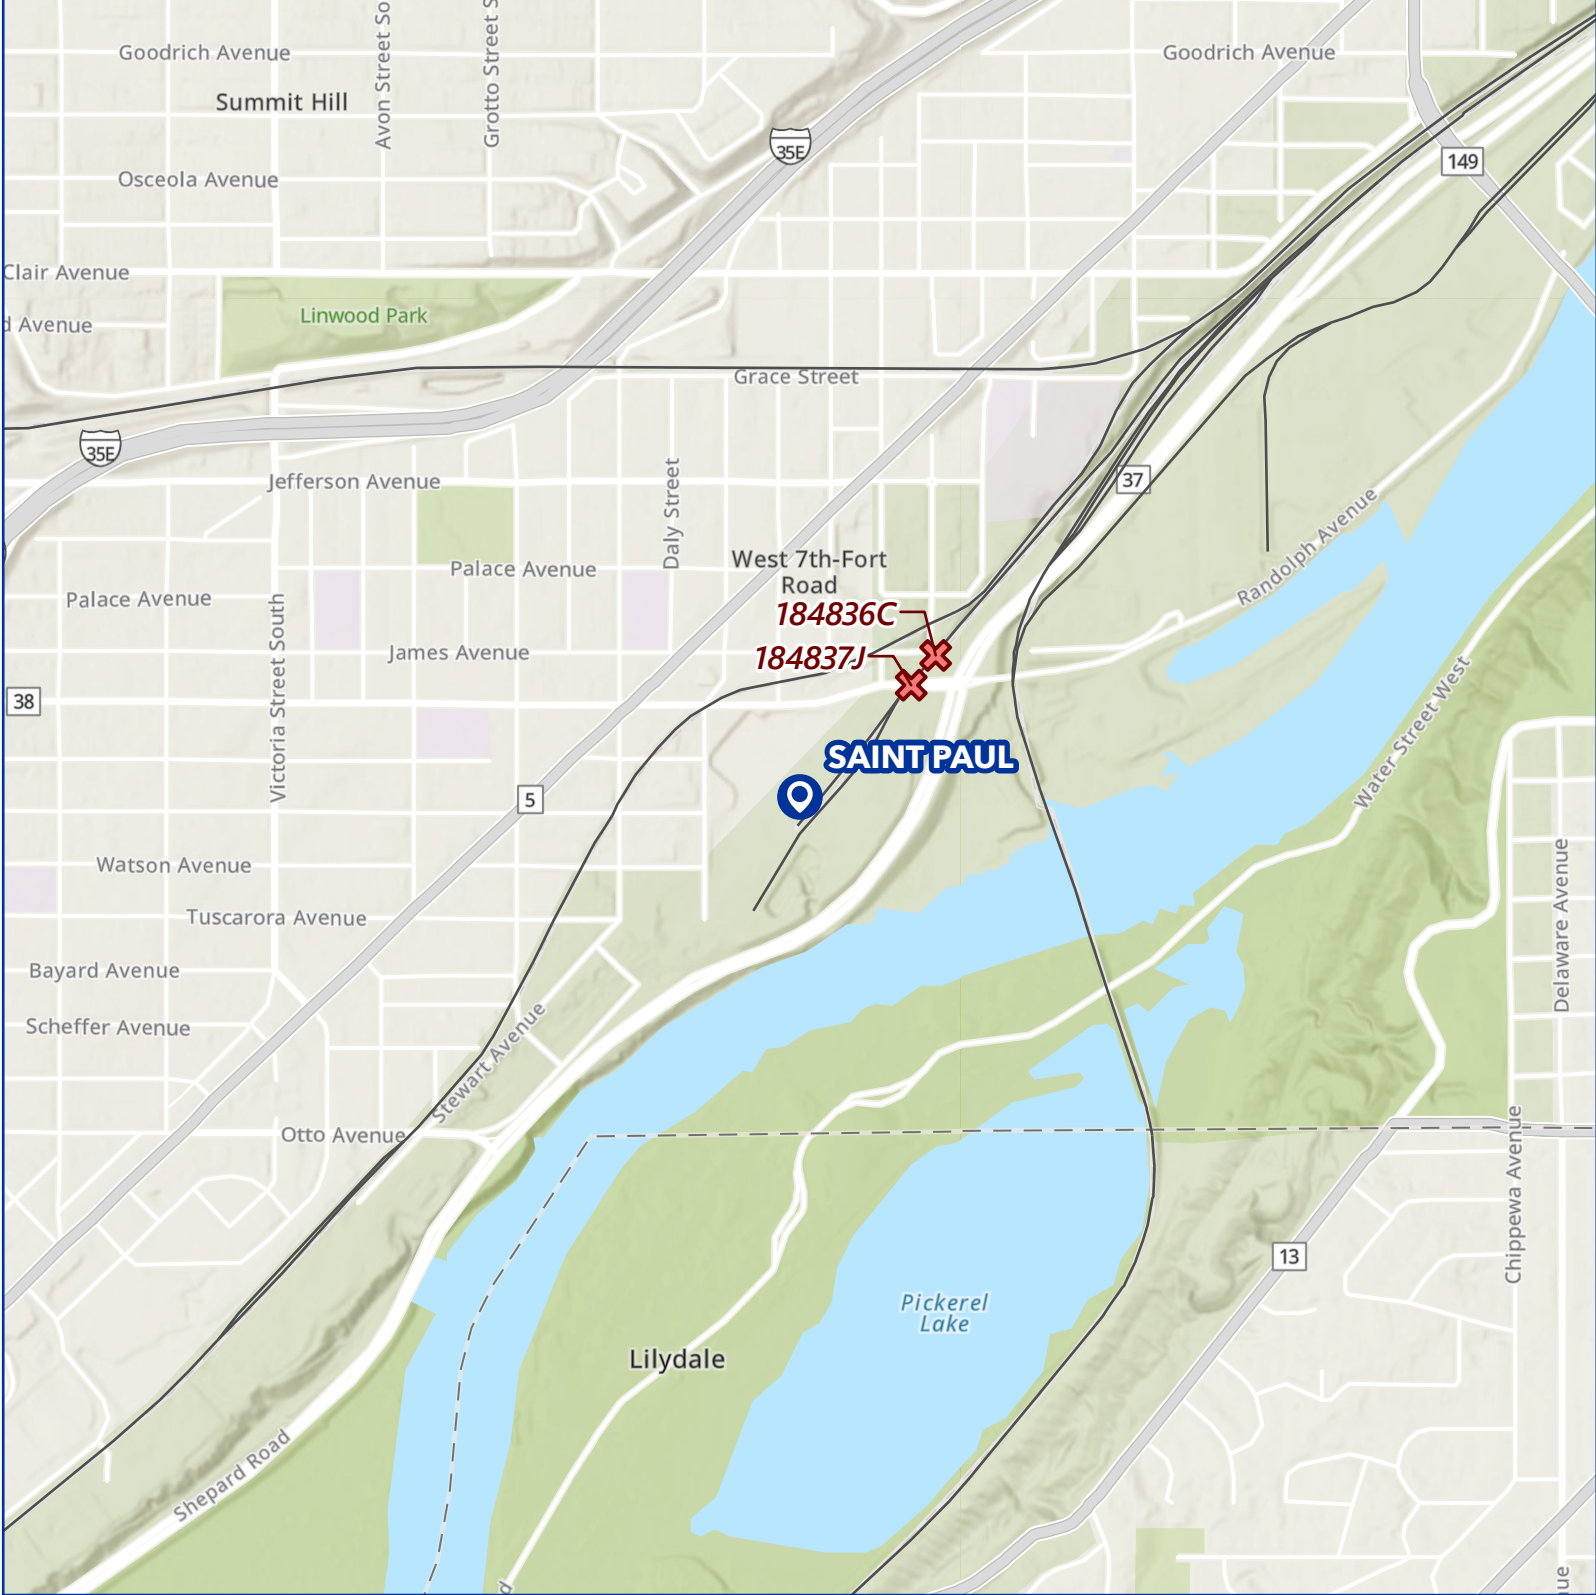 Goodrich Avenue
Avon Street So
Grotto Street S
Goodrich Avenue
Summit Hill
35E
149
Osceola Avenue
Clair Avenue
Linwood Park
d Avenue
Grace Street
35E
Jefferson Avenue
37
Daly Street
Randolph Avenue
West 7th-Fort
Road
Palace Avenue
Palace Avenue
184836C
Victoria Street South
James Avenue
184837J
38
Water Street West
SAINT PAUL
5
Watson Avenue
Delaware Avenue
Tuscarora Avenue
Bayard Avenue
Scheffer Avenue
Stewart Avenue
Otto Avenue
Chippewa Avenue
13
Pickerel
Lake
Lilydale
Shepard Road
d
ue